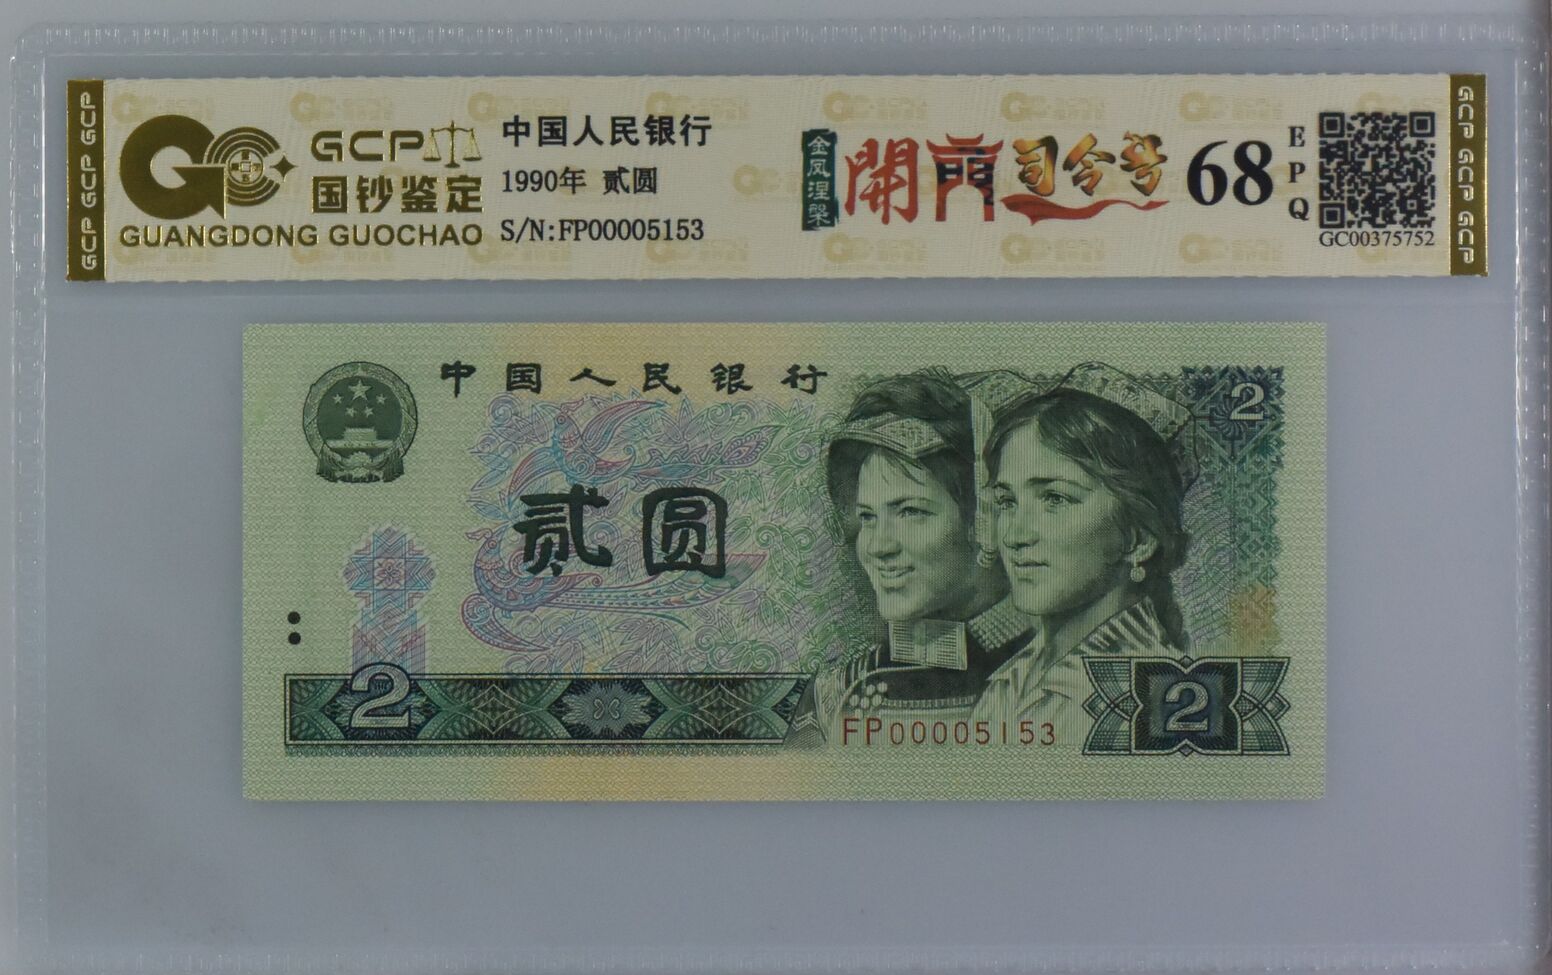 GCP GCP GCP
GCP
国钞鉴定
GUANGDONG GUOCHAO
中国人民银行
1990年 贰圆
S/N:FP00005153
金凤涅槃
開門司令号
68
EPQ
GC00375752
GCP GCP GCP
中国人民银行
2
贰圆
2
2
FP00005153